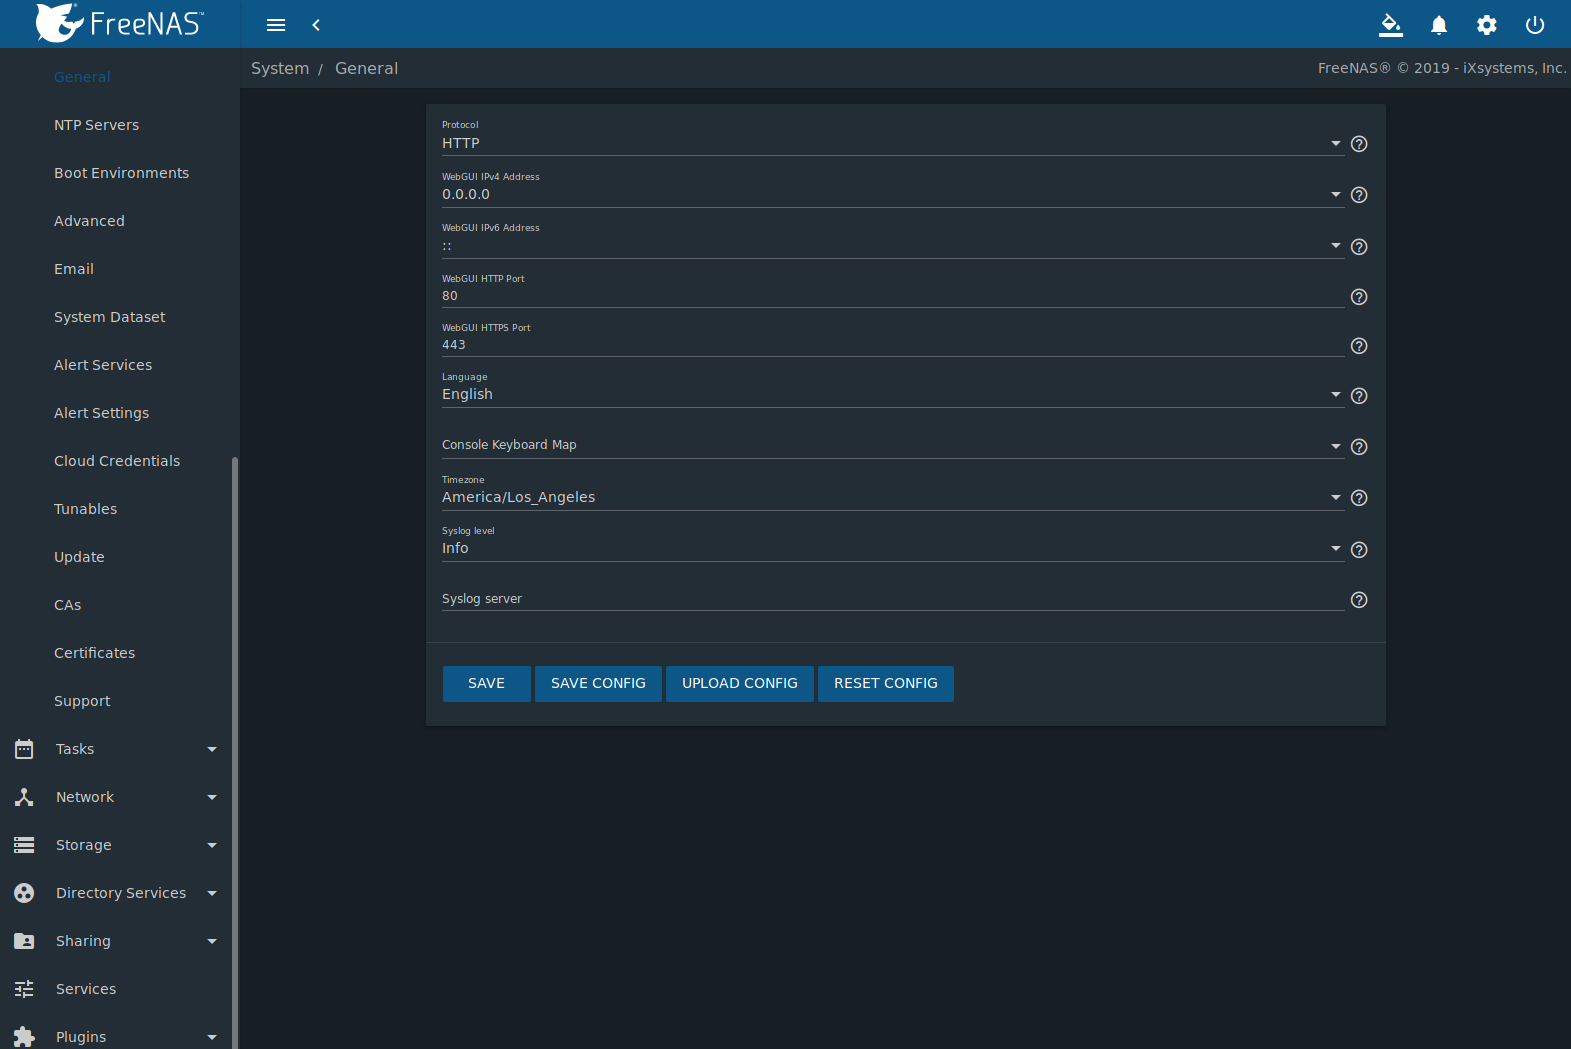 FreeNAS™
System / General
FreeNAS® © 2019 - iXsystems, Inc.
General
NTP Servers
Boot Environments
Advanced
Email
System Dataset
Alert Services
Alert Settings
Cloud Credentials
Tunables
Update
CAs
Certificates
Support
Tasks
Network
Storage
Directory Services
Sharing
Services
Plugins
Protocol
HTTP
WebGUI IPv4 Address
0.0.0.0
WebGUI IPv6 Address
::
WebGUI HTTP Port
80
WebGUI HTTPS Port
443
Language
English
Console Keyboard Map
Timezone
America/Los_Angeles
Syslog level
Info
Syslog server
SAVE SAVE CONFIG UPLOAD CONFIG RESET CONFIG